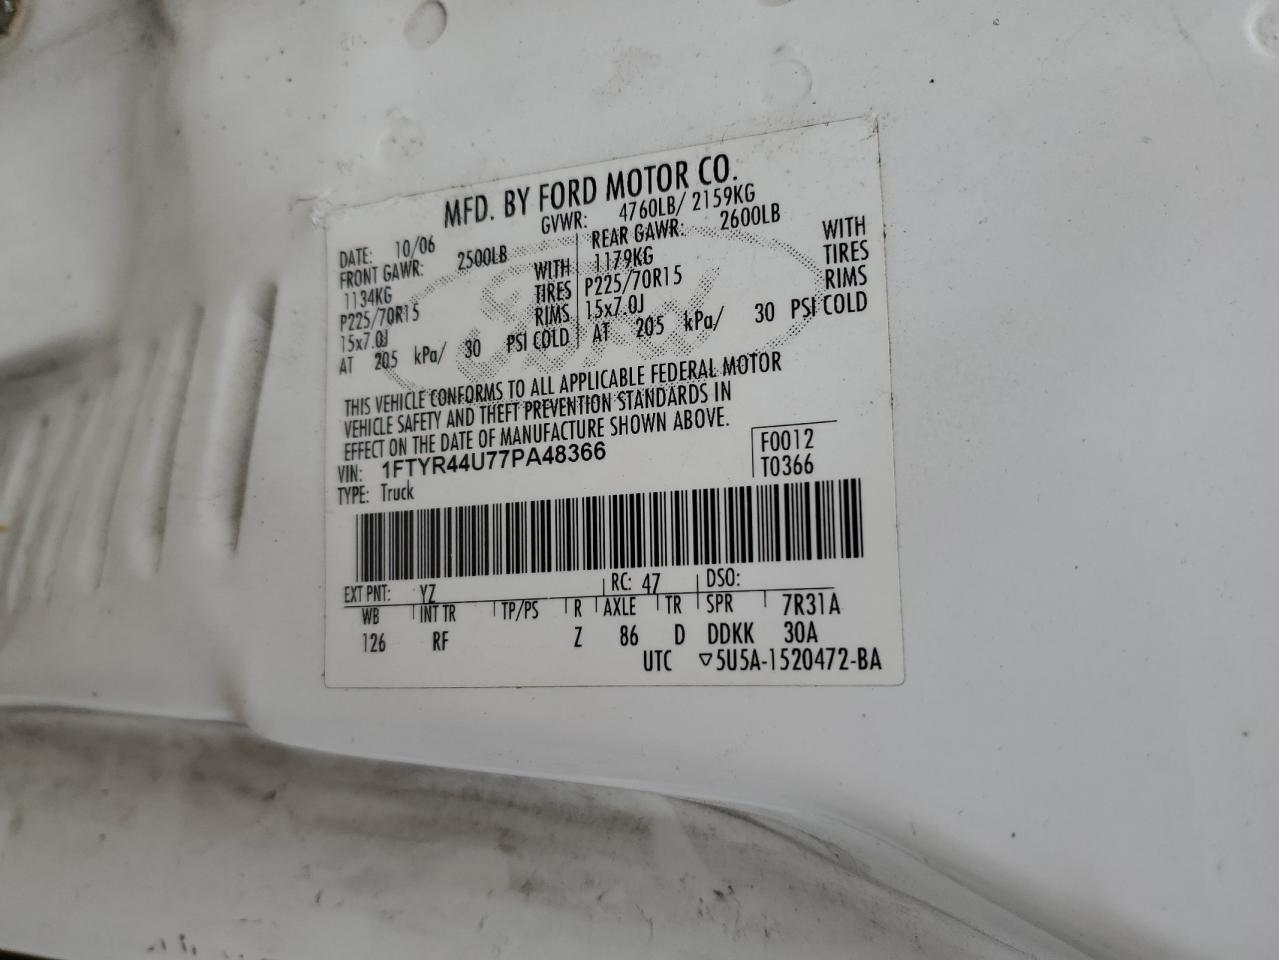 MFD. BY FORD MOTOR CO.
DATE: 10/06 GVWR: 4760LB/ 2159KG
FRONT GAWR: 2500LB REAR GAWR: 2600LB
1134KG WITH 1179KG WITH
P225/70R15 TIRES P225/70R15 TIRES
15x7.0J RIMS 15x7.0J RIMS
AT 205 kPa/ 30 PSI COLD AT 205 kPa/ 30 PSI COLD
THIS VEHICLE CONFORMS TO ALL APPLICABLE FEDERAL MOTOR
VEHICLE SAFETY AND THEFT PREVENTION STANDARDS IN
EFFECT ON THE DATE OF MANUFACTURE SHOWN ABOVE.
VIN: 1FTYR44U77PA48366 F0012
TYPE: Truck T0366
EXT PNT: YZ RC: 47 DSO:
WB INT TR TP/PS R AXLE TR SPR 7R31A
126 RF Z 86 D DDKK 30A
UTC ▽5U5A-1520472-BA